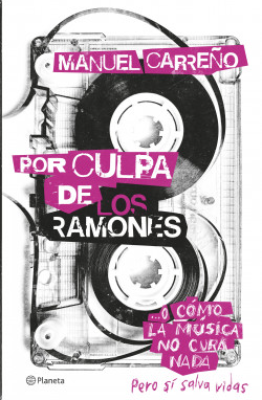 MANUEL CARREÑO
POR CULPA
DE LOS
RAMONES
...O CÓMO
LA MÚSICA
NO CURA
NADA
Pero sí salva vidas
Planeta